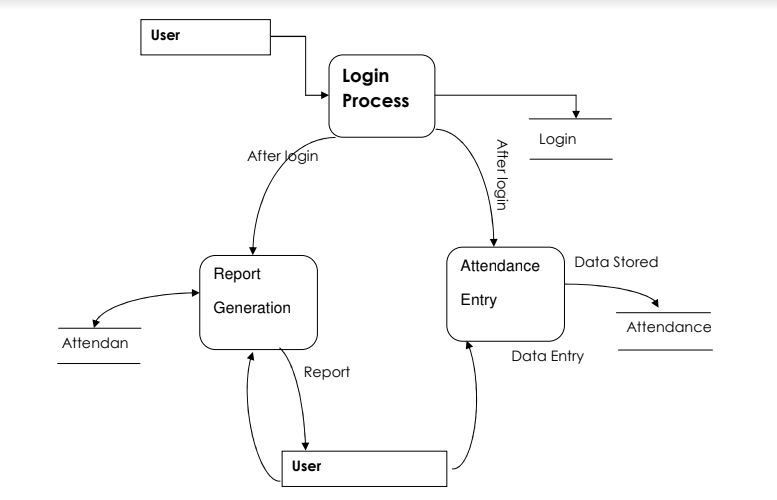 User
Login
Process
Login
After login
After login
Report
Generation
Attendance
Entry
Data Stored
Attendan
Attendance
Data Entry
Report
User